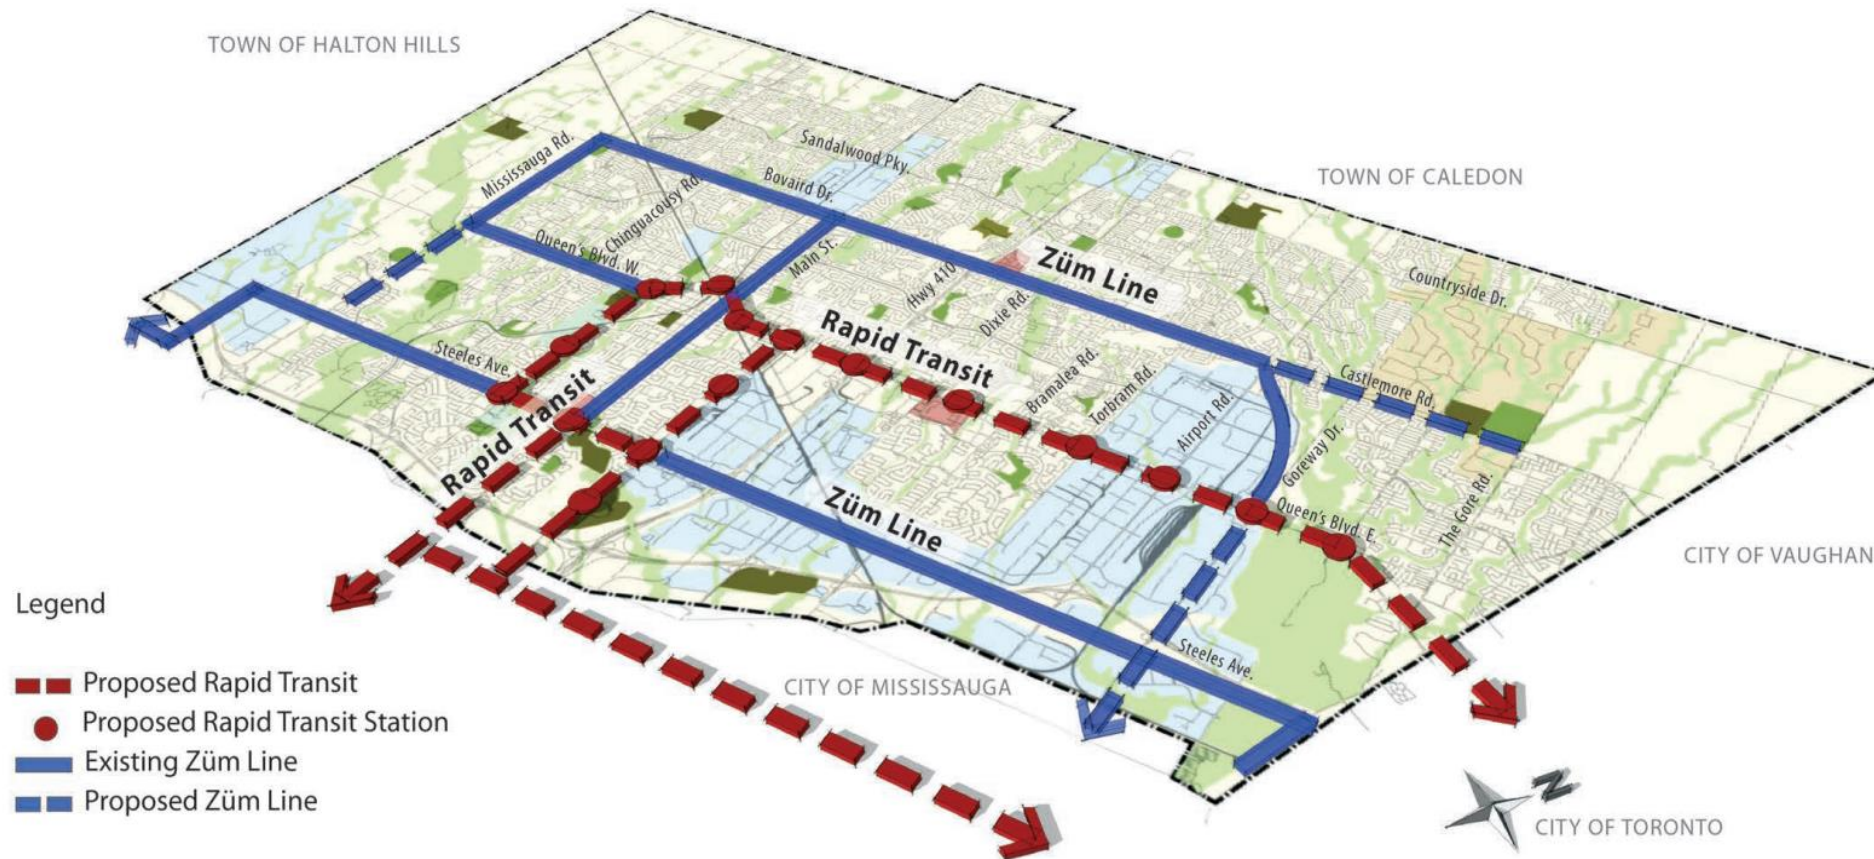 TOWN OF HALTON HILLS
TOWN OF CALEDON
CITY OF VAUGHAN
CITY OF MISSISSAUGA
CITY OF TORONTO
Mississauga Rd.
Sandalwood Pky.
Bovaird Dr.
Chinguacousy Rd.
Queen's Blvd. W.
Main St.
Hwy 410
Dixie Rd.
Züm Line
Countryside Dr.
Rapid Transit
Steeles Ave.
Bramalea Rd.
Torbram Rd.
Airport Rd.
Castlemore Rd.
Goreway Dr.
Queen's Blvd. E.
The Gore Rd.
Rapid Transit
Züm Line
Steeles Ave.
Legend
Proposed Rapid Transit
Proposed Rapid Transit Station
Existing Züm Line
Proposed Züm Line
N